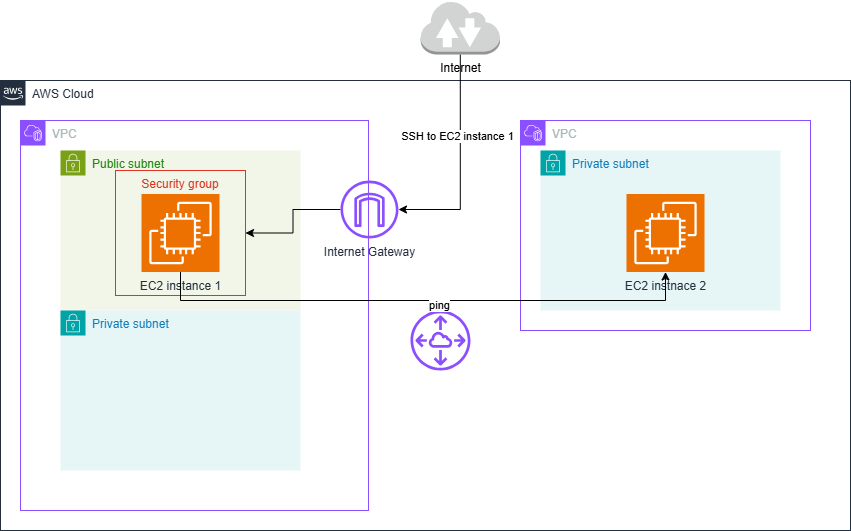 Internet
aws
AWS Cloud
SSH to EC2 instance 1
VPC
VPC
Public subnet
Private subnet
Security group
Internet Gateway
EC2 instance 1
EC2 instnace 2
ping
Private subnet